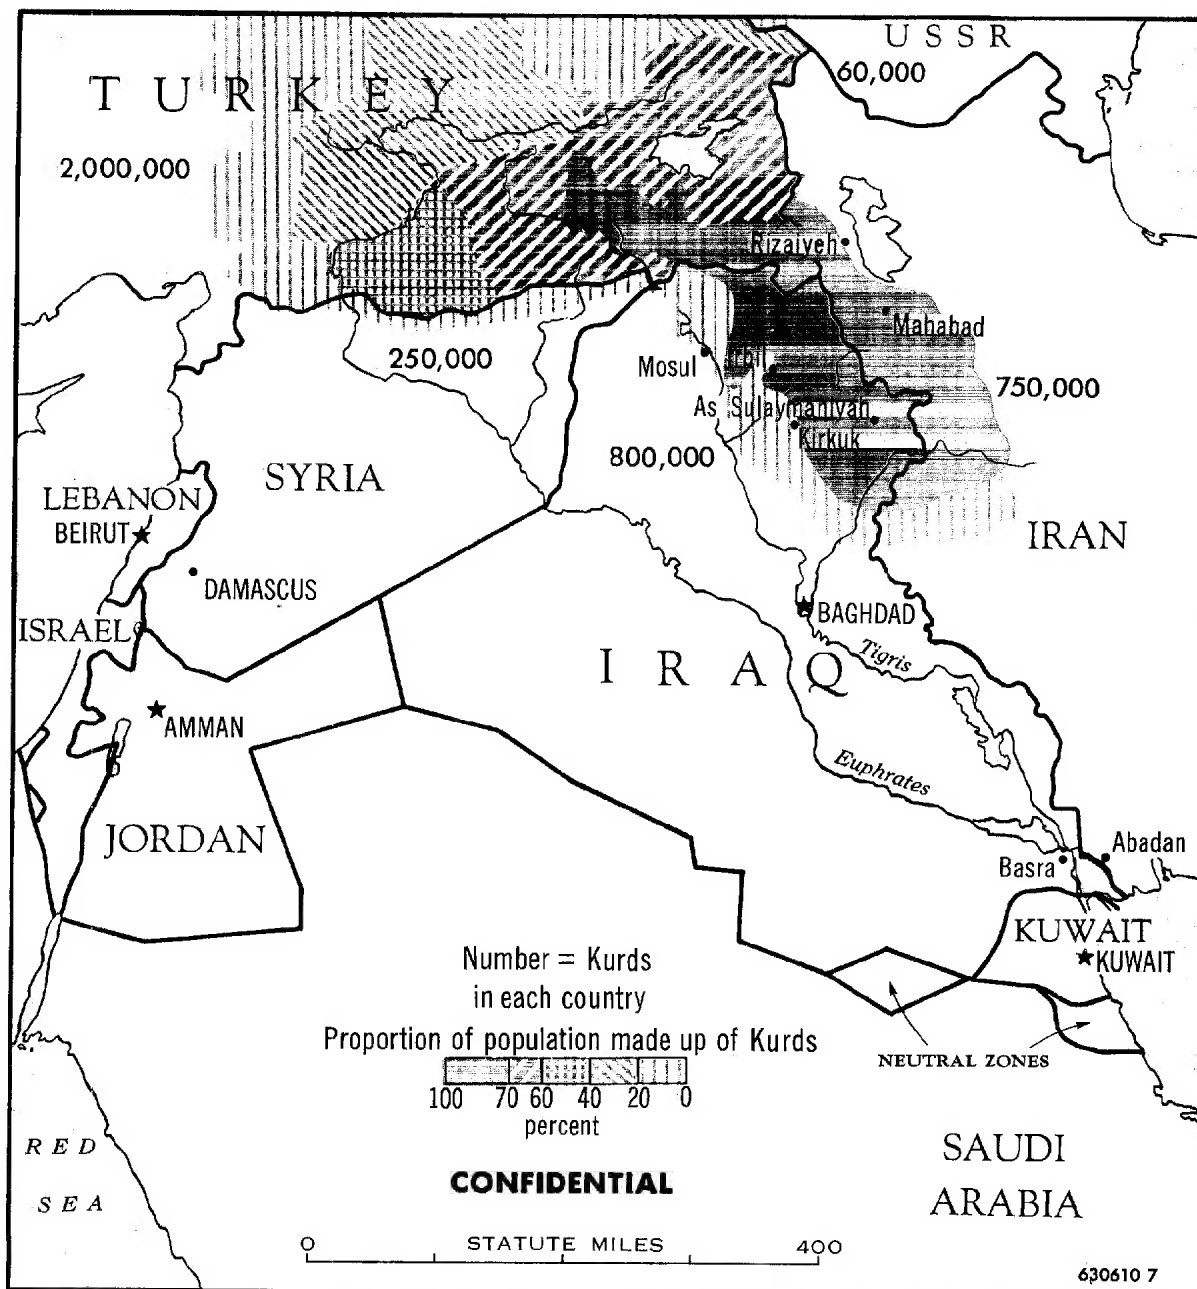 USSR
60,000
TURKEY
2,000,000
Rizaiyeh
Mahabad
Mosul
Irbil
250,000
750,000
As Sulaymaniyah
Kirkuk
800,000
SYRIA
LEBANON
BEIRUT
IRAN
DAMASCUS
BAGHDAD
ISRAEL
Tigris
IRAQ
AMMAN
Euphrates
JORDAN
Abadan
Basra
KUWAIT
KUWAIT
Number = Kurds
in each country
Proportion of population made up of Kurds
100 70 60 40 20 0
percent
NEUTRAL ZONES
RED
SEA
SAUDI
ARABIA
CONFIDENTIAL
0 STATUTE MILES 400
630610 7